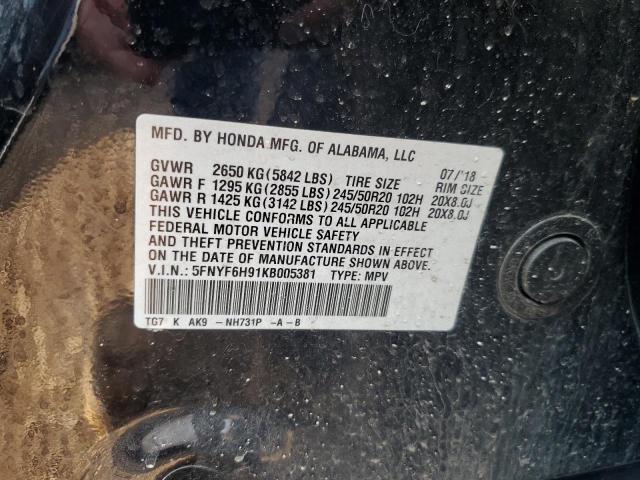 MFD. BY HONDA MFG. OF ALABAMA, LLC
GVWR 2650 KG(5842 LBS) TIRE SIZE 07/'18 RIM SIZE
GAWR F 1295 KG(2855 LBS)245/50R20 102H 20X8.0J
GAWR R 1425 KG(3142 LBS)245/50R20 102H 20X8.0J
THIS VEHICLE CONFORMS TO ALL APPLICABLE
FEDERAL MOTOR VEHICLE SAFETY
AND THEFT PREVENTION STANDARDS IN EFFECT
ON THE DATE OF MANUFACTURE SHOWN ABOVE.
V.I.N.: 5FNYF6H91KB005381 TYPE: MPV
TG7 K AK9 -NH731P -A-B